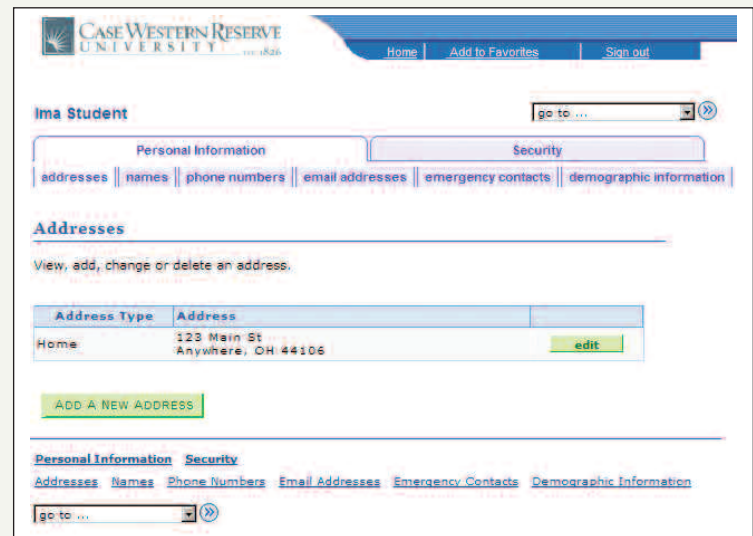 CASE WESTERN RESERVE
UNIVERSITY EST. 1826
Home Add to Favorites Sign out
Ima Student
go to ...
Personal Information Security
addresses names phone numbers email addresses emergency contacts demographic information
Addresses
View, add, change or delete an address.
Address Type Address
Home
123 Main St
Anywhere, OH 44106
edit
ADD A NEW ADDRESS
Personal Information Security
Addresses Names Phone Numbers Email Addresses Emergency Contacts Demographic Information
go to ...